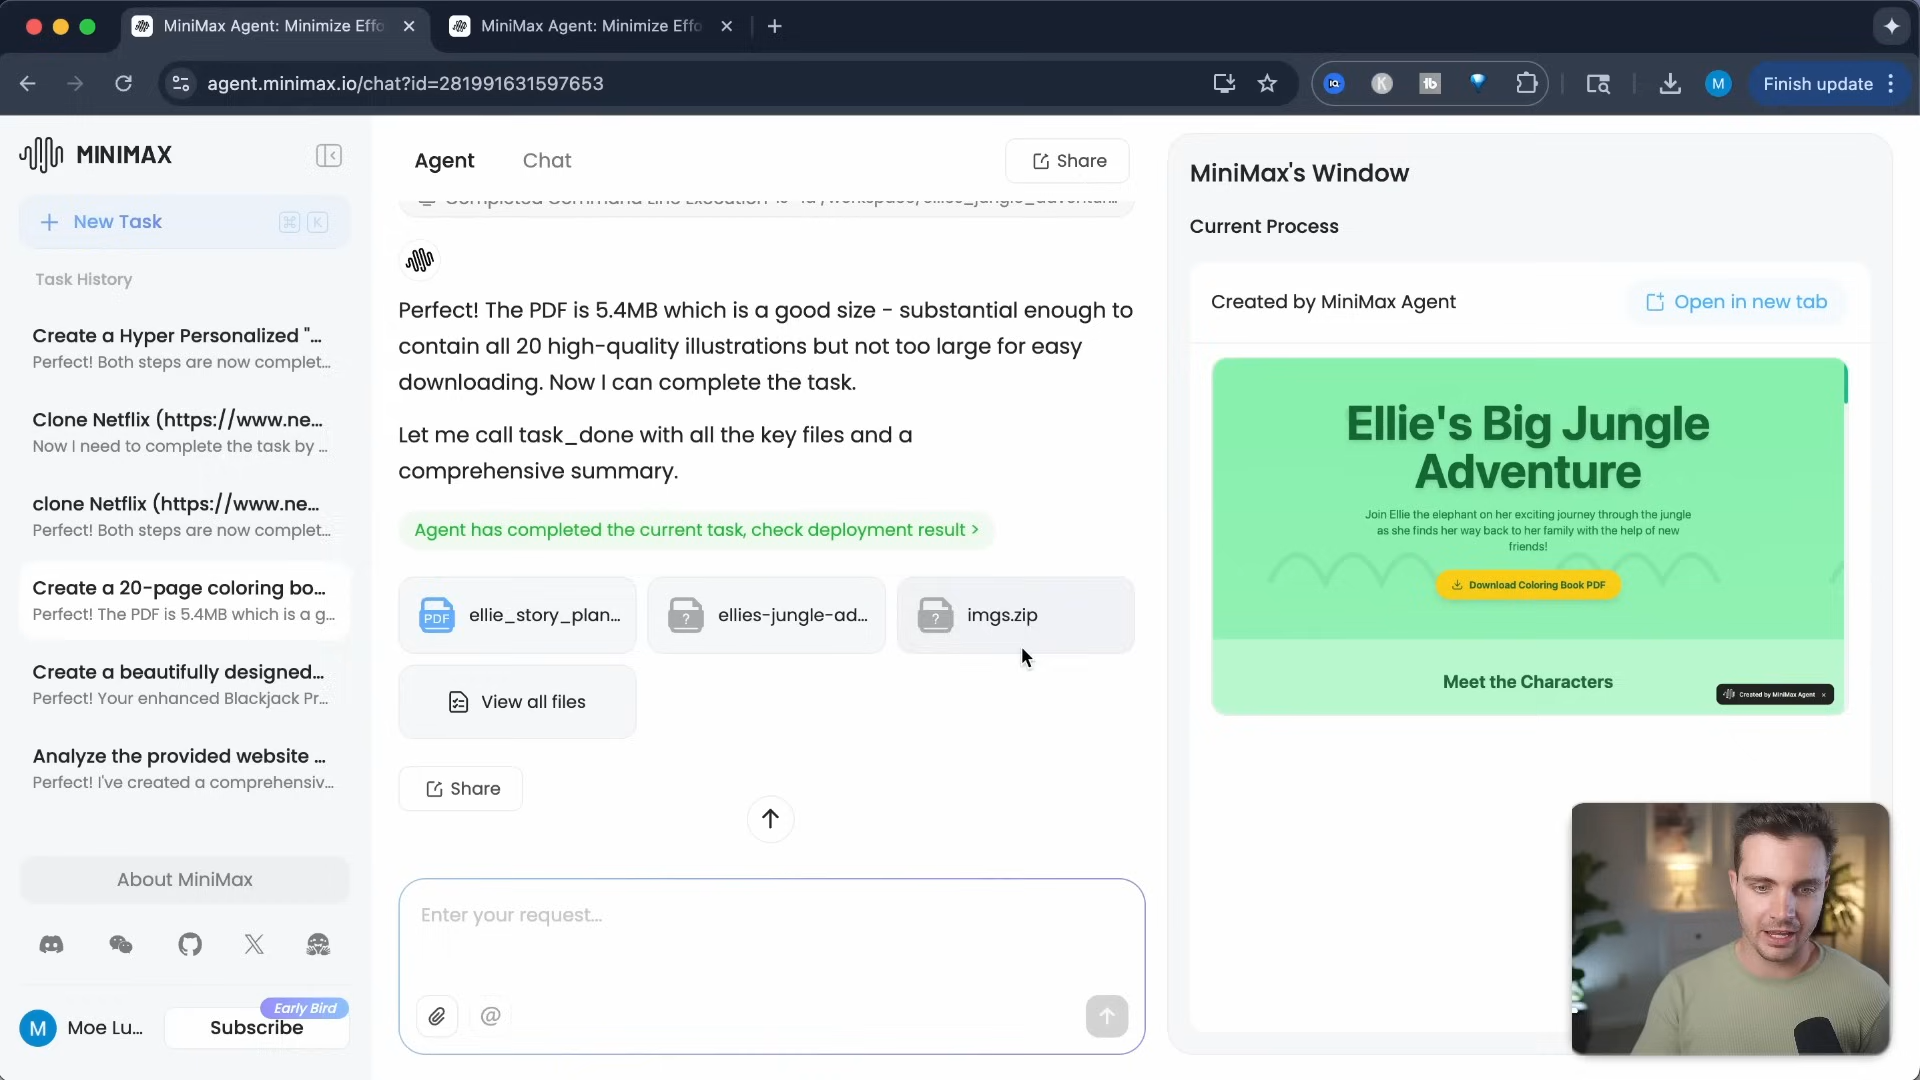 MiniMax Agent: Minimize Effo
MiniMax Agent: Minimize Effo
agent.minimax.io/chat?id=281991631597653
IQ
K
tb
M
Finish update
MINIMAX
New Task
⌘ K
Task History
Create a Hyper Personalized "...
Perfect! Both steps are now complet...
Clone Netflix (https://www.ne...
Now I need to complete the task by ...
clone Netflix (https://www.ne...
Perfect! Both steps are now complet...
Create a 20-page coloring bo...
Perfect! The PDF is 5.4MB which is a g...
Create a beautifully designed...
Perfect! Your enhanced Blackjack Pr...
Analyze the provided website ...
Perfect! I've created a comprehensiv...
About MiniMax
M
Moe Lu...
Early Bird
Subscribe
Agent
Chat
Share
Perfect! The PDF is 5.4MB which is a good size - substantial enough to
contain all 20 high-quality illustrations but not too large for easy
downloading. Now I can complete the task.
Let me call task_done with all the key files and a
comprehensive summary.
Agent has completed the current task, check deployment result >
PDF
ellie_story_plan...
?
ellies-jungle-ad...
?
imgs.zip
View all files
Share
Enter your request...
@
MiniMax's Window
Current Process
Created by MiniMax Agent
Open in new tab
Ellie's Big Jungle
Adventure
Join Ellie the elephant on her exciting journey through the jungle
as she finds her way back to her family with the help of new
friends!
Download Coloring Book PDF
Meet the Characters
Created by MiniMax Agent ×